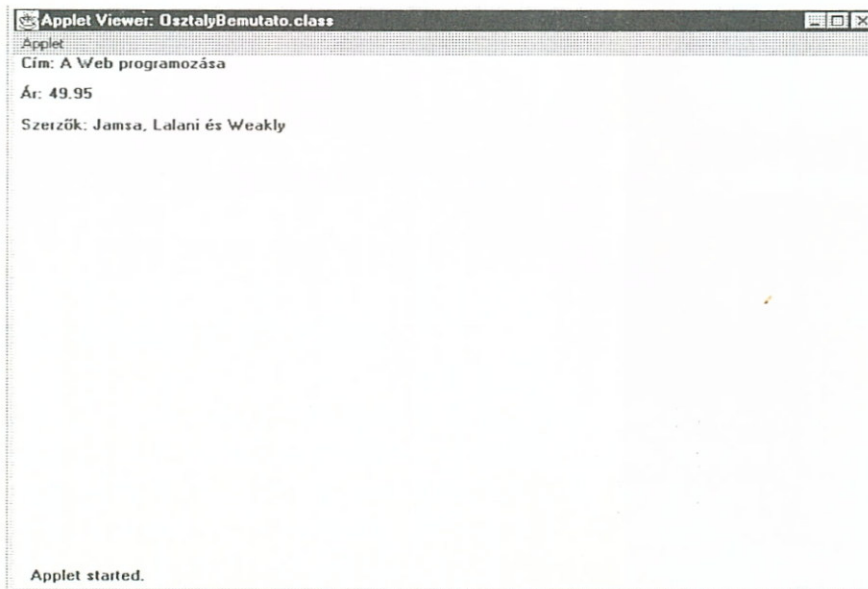 Applet Viewer: OsztalyBemutato.class
Applet
Cím: A Web programozása
Ár: 49.95
Szerzők: Jamsa, Lalani és Weakly
Applet started.